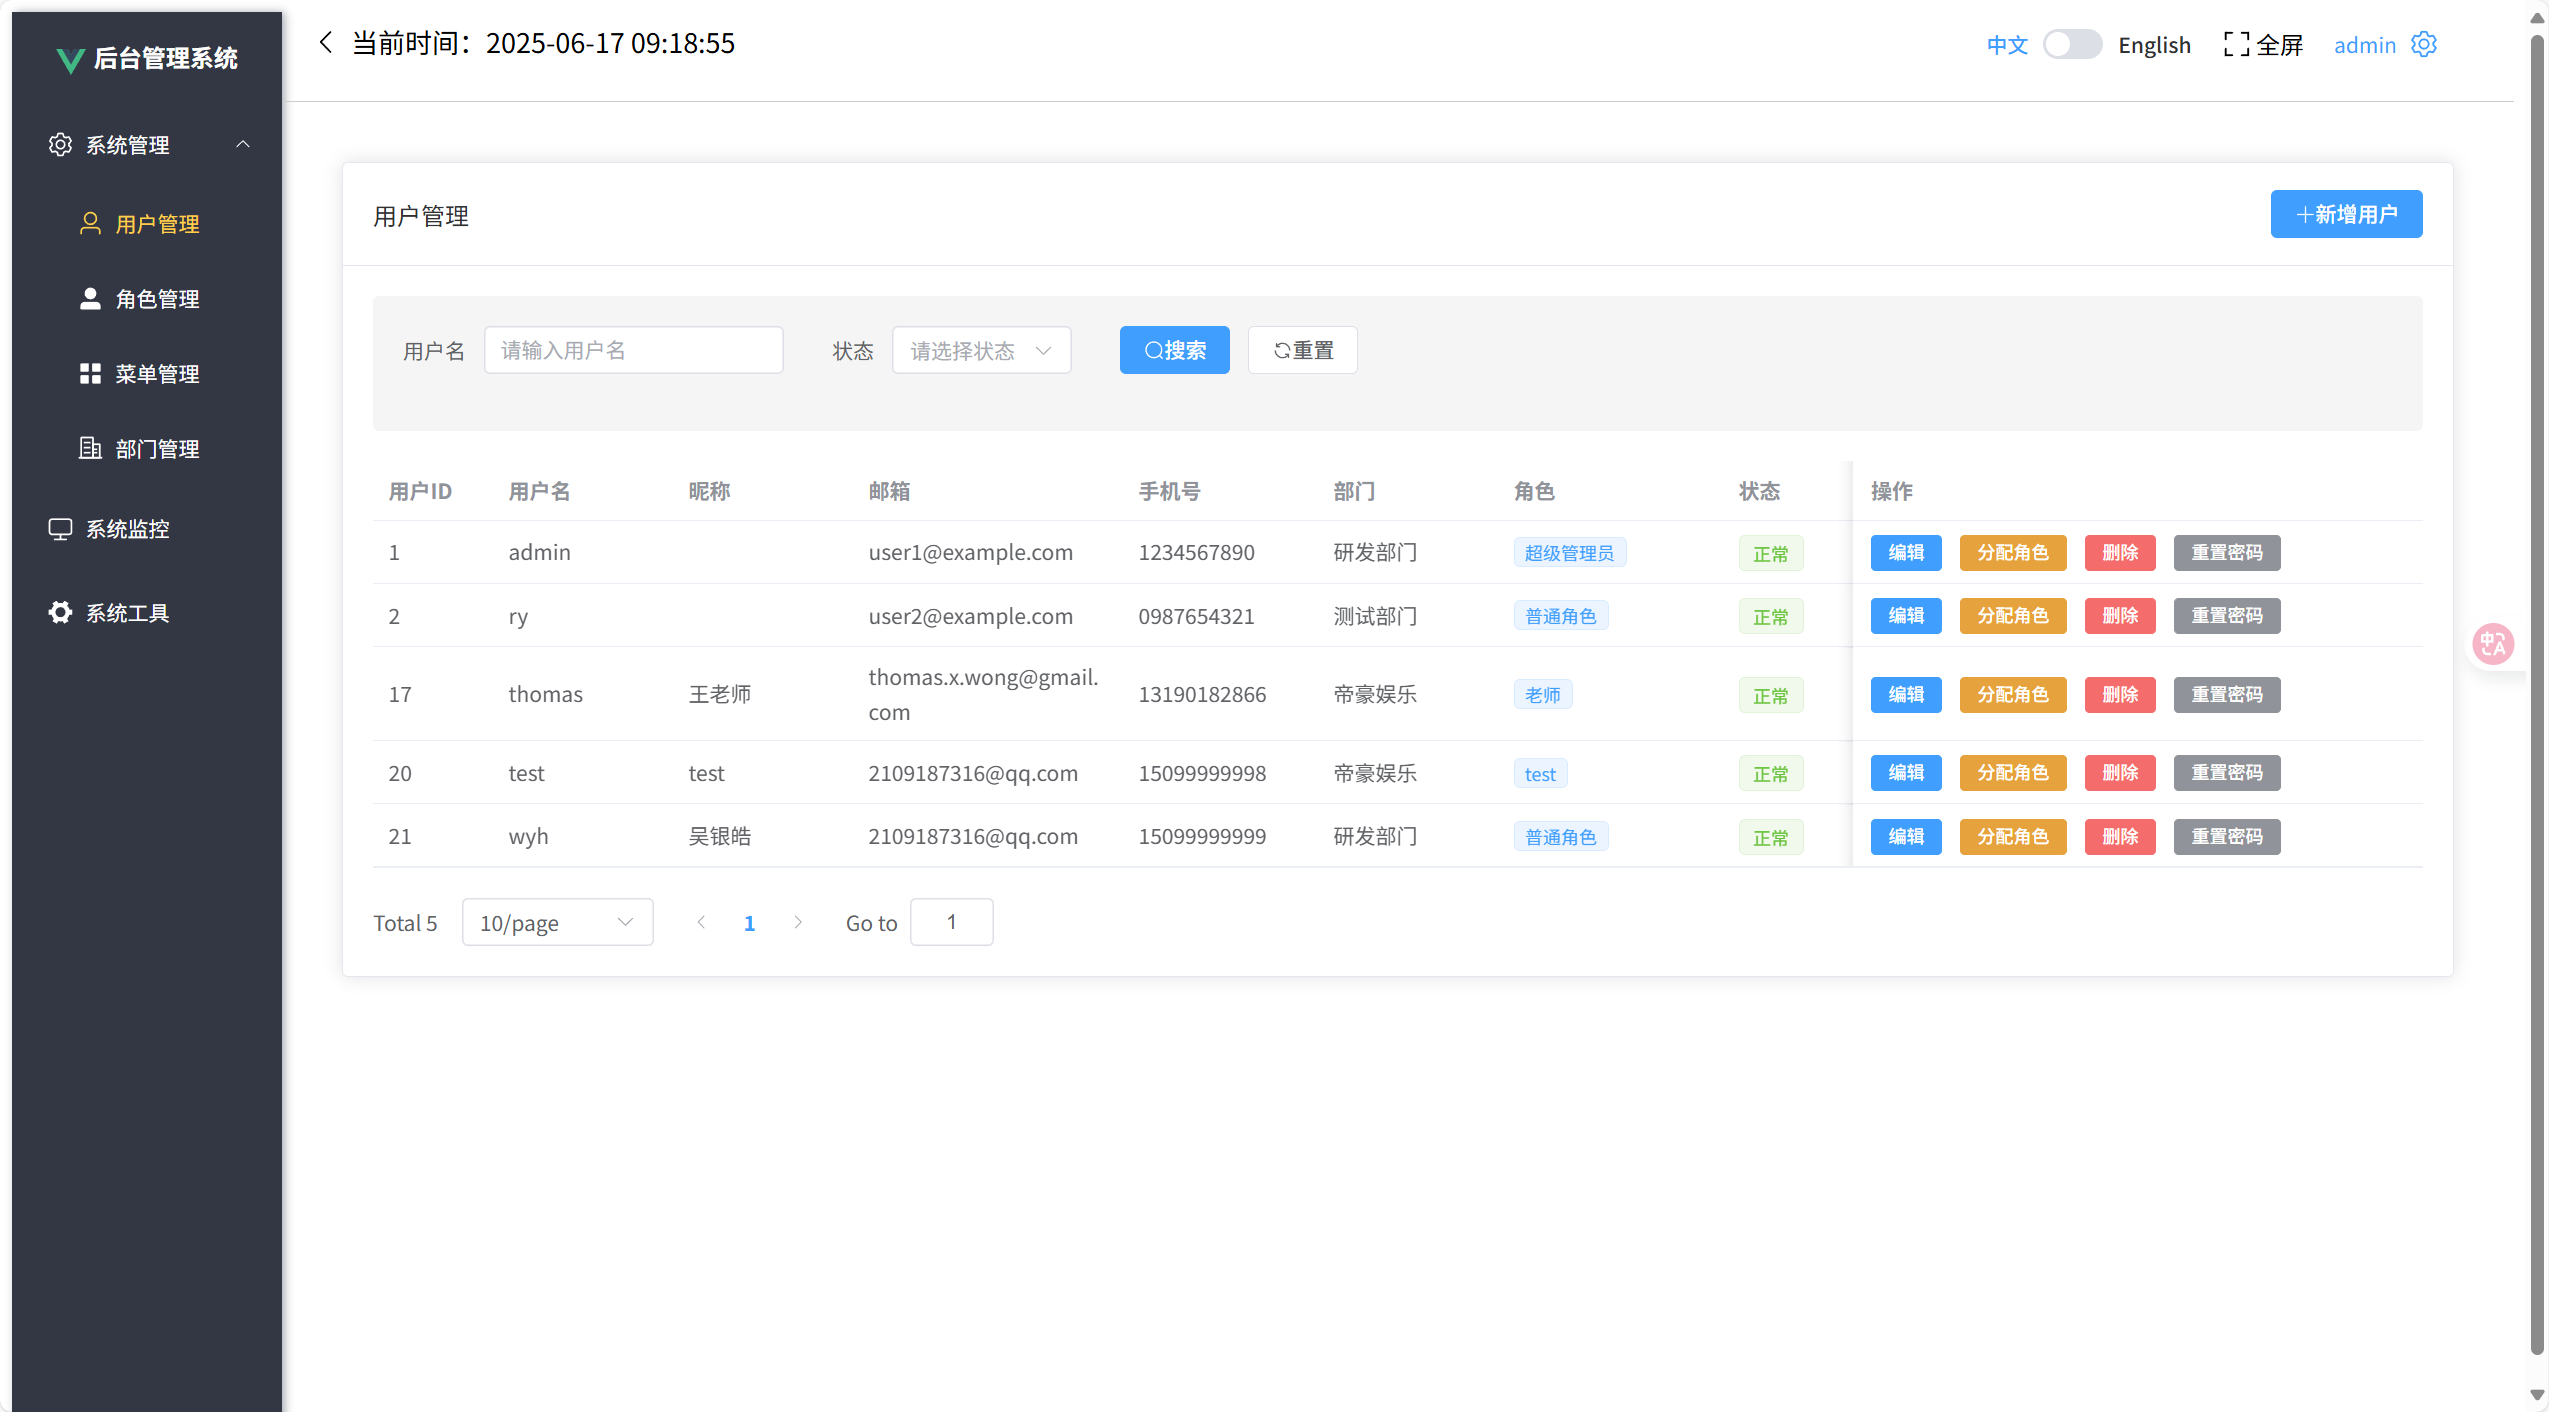 后台管理系统
系统管理
用户管理
角色管理
菜单管理
部门管理
系统监控
系统工具
当前时间：2025-06-17 09:18:55
中文 English 全屏 admin
用户管理
新增用户
用户名 请输入用户名 状态 请选择状态 搜索 重置
用户ID 用户名 昵称 邮箱 手机号 部门 角色 状态 操作
1 admin user1@example.com 1234567890 研发部门 超级管理员 正常 编辑 分配角色 删除 重置密码
2 ry user2@example.com 0987654321 测试部门 普通角色 正常 编辑 分配角色 删除 重置密码
17 thomas 王老师 thomas.x.wong@gmail. 13190182866 帝豪娱乐 老师 正常 编辑 分配角色 删除 重置密码
com
20 test test 2109187316@qq.com 15099999998 帝豪娱乐 test 正常 编辑 分配角色 删除 重置密码
21 wyh 吴银皓 2109187316@qq.com 15099999999 研发部门 普通角色 正常 编辑 分配角色 删除 重置密码
Total 5 10/page 1 Go to 1
中A